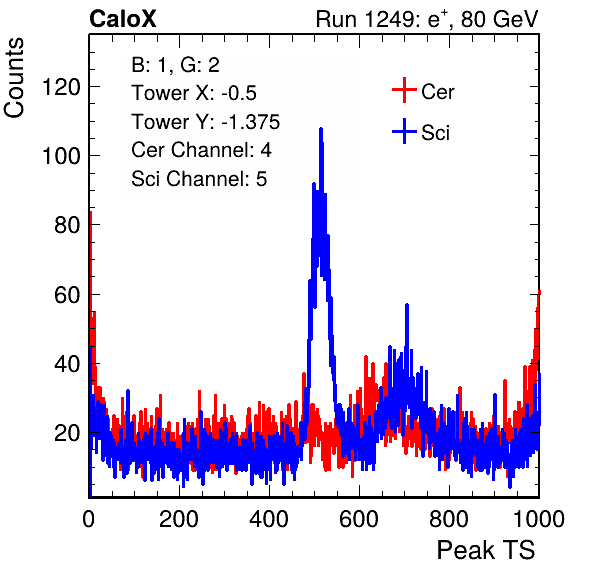 CaloX Run 1249: e⁺, 80 GeV
Counts
B: 1, G: 2
Tower X: -0.5
Tower Y: -1.375
Cer Channel: 4
Sci Channel: 5
Cer
Sci
120
100
80
60
40
20
0 200 400 600 800 1000
Peak TS